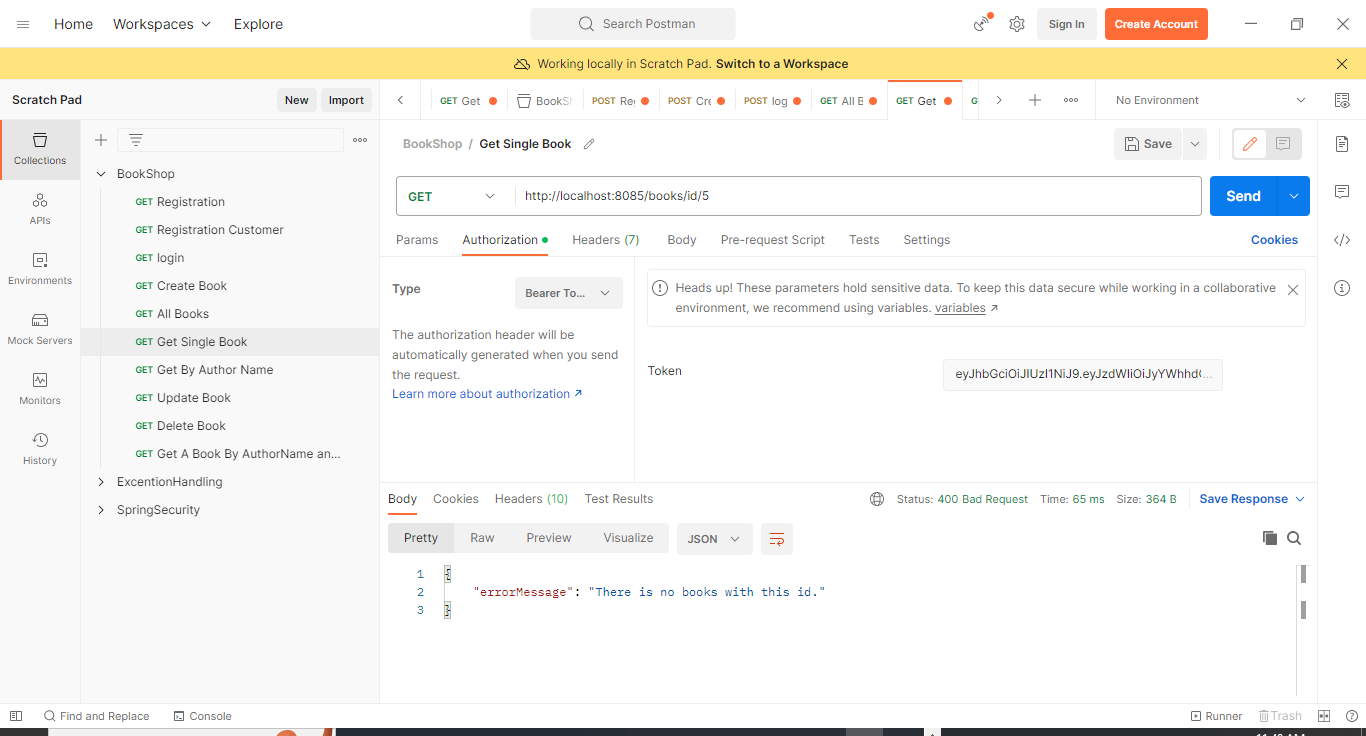 Home Workspaces Explore Search Postman Sign In Create Account
Working locally in Scratch Pad. Switch to a Workspace
Scratch Pad New Import
GET Get BookSh POST Re POST Cr POST log GET All B GET Get G No Environment
Collections
APIs
Environments
Mock Servers
Monitors
History
BookShop
GET Registration
GET Registration Customer
GET login
GET Create Book
GET All Books
GET Get Single Book
GET Get By Author Name
GET Update Book
GET Delete Book
GET Get A Book By AuthorName an...
ExcentionHandling
SpringSecurity
BookShop / Get Single Book Save
GET http://localhost:8085/books/id/5 Send
Params Authorization Headers (7) Body Pre-request Script Tests Settings Cookies
Type Bearer To...
The authorization header will be
automatically generated when you send
the request.
Learn more about authorization ↗
Heads up! These parameters hold sensitive data. To keep this data secure while working in a collaborative
environment, we recommend using variables. variables ↗
Token eyJhbGciOiJIUzI1NiJ9.eyJzdWIiOiJyYWhhd...
Body Cookies Headers (10) Test Results Status: 400 Bad Request Time: 65 ms Size: 364 B Save Response
Pretty Raw Preview Visualize JSON
1 {
2 "errorMessage": "There is no books with this id."
3 }
Find and Replace Console Runner Trash